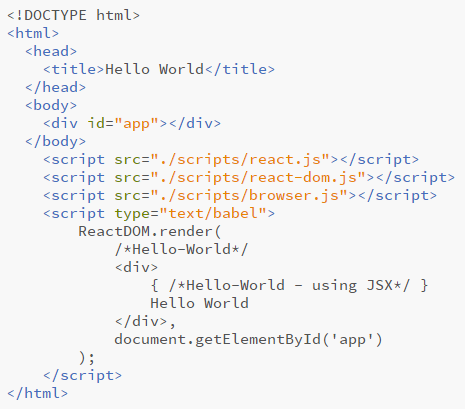 <!DOCTYPE html>
<html>
  <head>
    <title>Hello World</title>
  </head>
  <body>
    <div id="app"></div>
  </body>
    <script src="./scripts/react.js"></script>
    <script src="./scripts/react-dom.js"></script>
    <script src="./scripts/browser.js"></script>
    <script type="text/babel">
        ReactDOM.render(
            /*Hello-World*/
            <div>
                { /*Hello-World – using JSX*/ }
                Hello World
            </div>,
            document.getElementById('app')
        );
    </script>
</html>